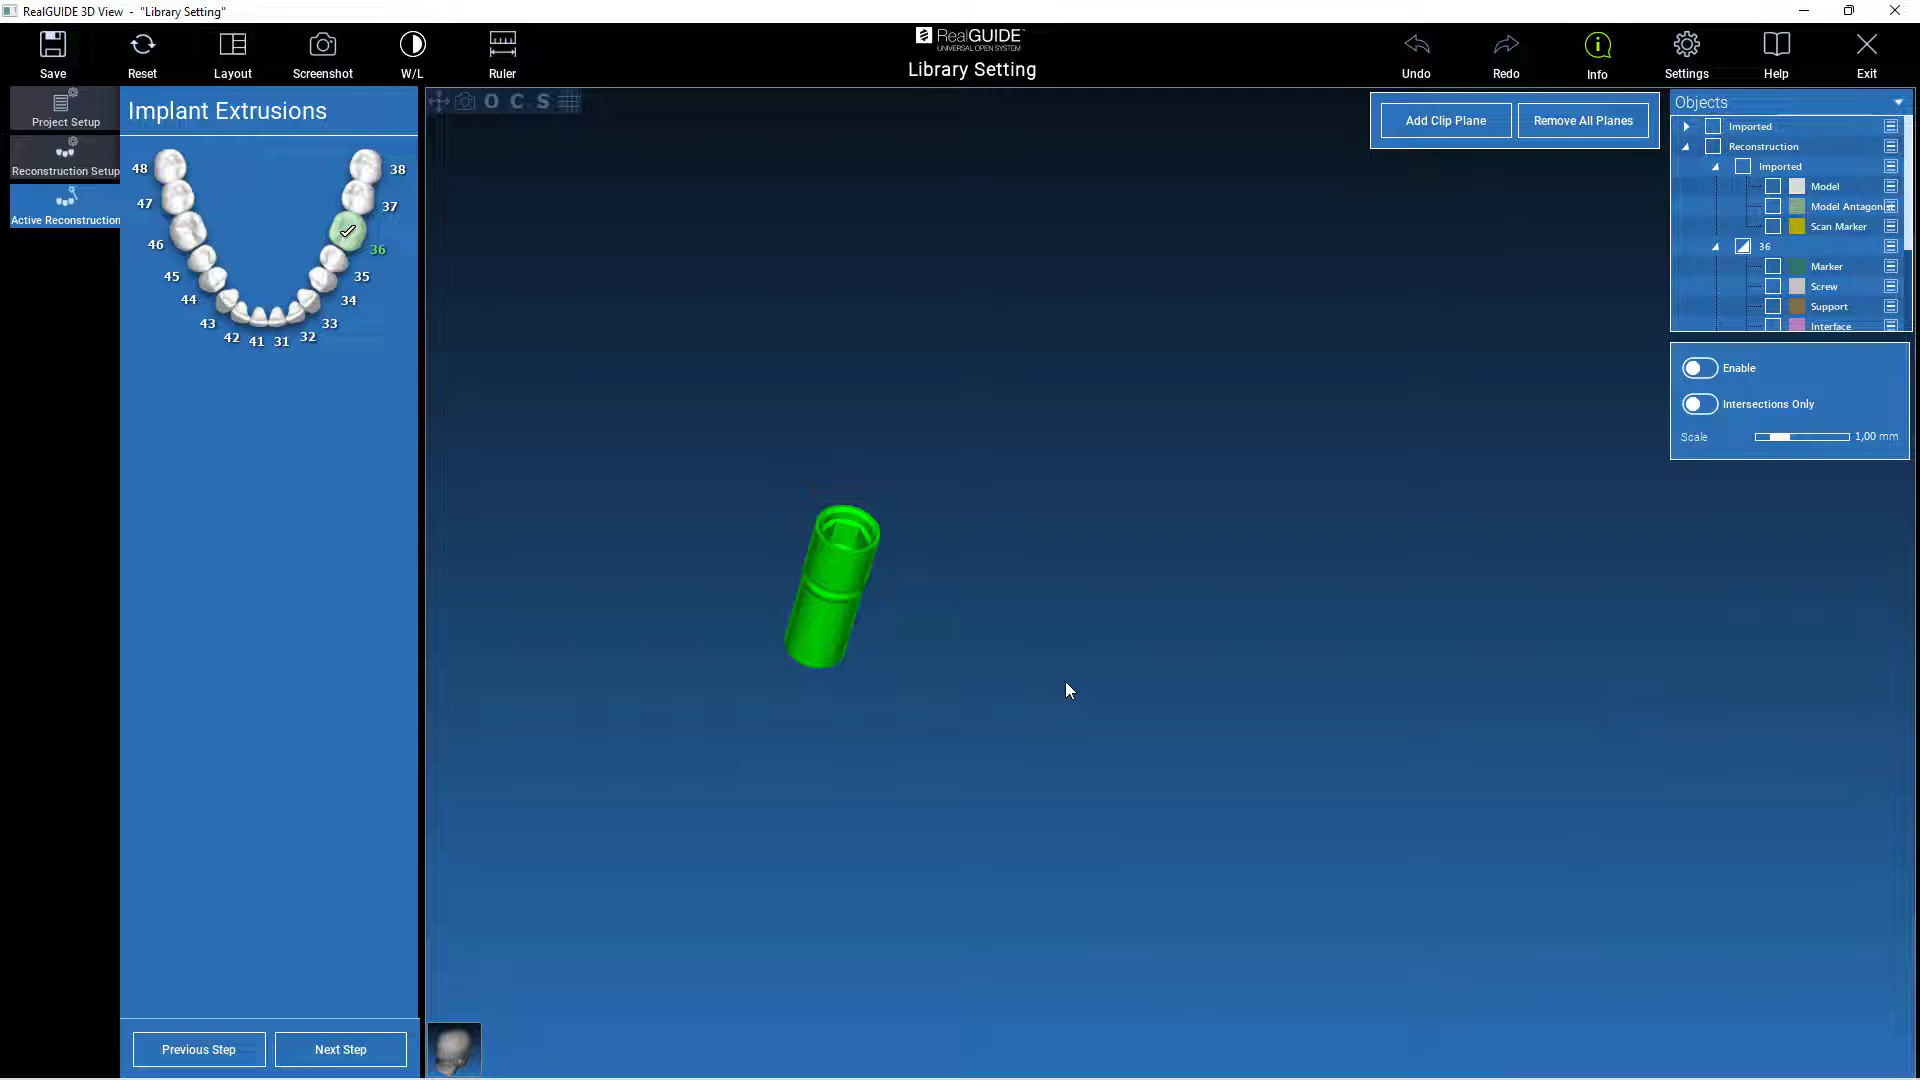 RealGUIDE 3D View - "Library Setting"
Save
Reset
Layout
Screenshot
W/L
Ruler
RealGUIDE™
UNIVERSAL OPEN SYSTEM
Library Setting
Undo
Redo
Info
Settings
Help
Exit
Project Setup
Reconstruction Setup
Active Reconstruction
Implant Extrusions
48
47
46
45
44
43
42
41
31
32
33
34
35
36
37
38
O C S
Add Clip Plane
Remove All Planes
Objects
Imported
Reconstruction
Imported
Model
Model Antagonist
Scan Marker
36
Marker
Screw
Support
Interface
Enable
Intersections Only
Scale
1,00 mm
Previous Step
Next Step